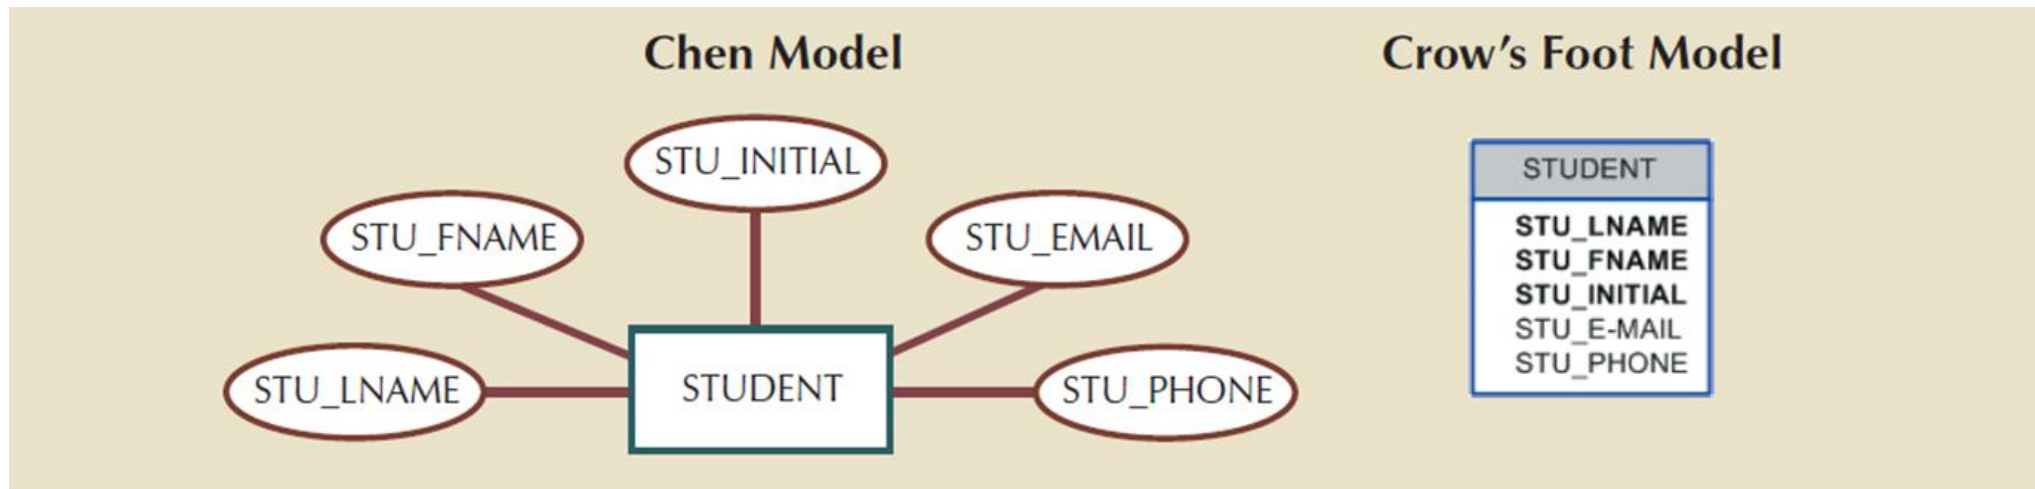 Chen Model
STU_INITIAL
STU_FNAME
STU_EMAIL
STU_LNAME
STUDENT
STU_PHONE
Crow's Foot Model
STUDENT
STU_LNAME
STU_FNAME
STU_INITIAL
STU_E-MAIL
STU_PHONE